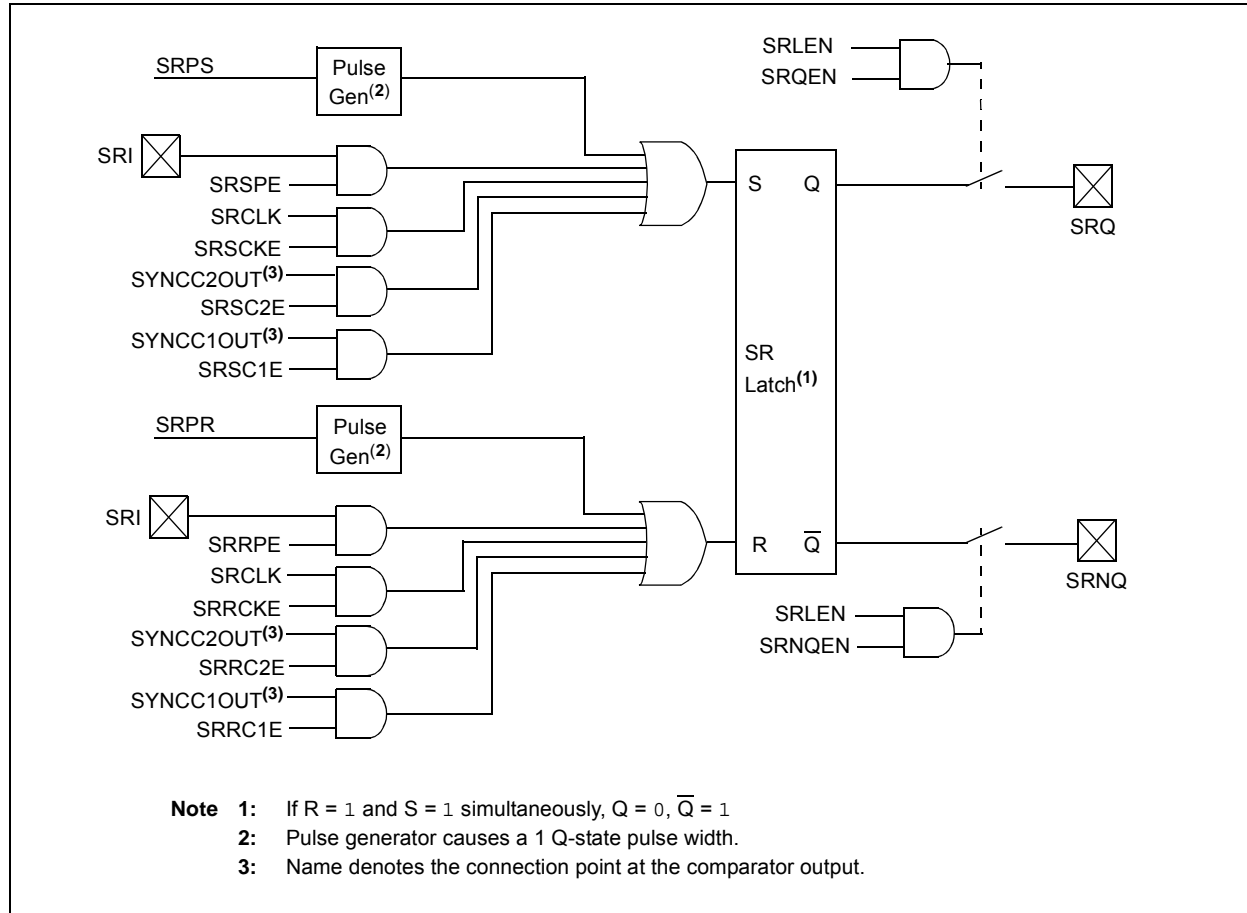 SRPS
Pulse
Gen(2)
SRI
SRSPE
SRCLK
SRSCKE
SYNCC2OUT(3)
SRSC2E
SYNCC1OUT(3)
SRSC1E
SRPR
Pulse
Gen(2)
SRI
SRRPE
SRCLK
SRRCKE
SYNCC2OUT(3)
SRRC2E
SYNCC1OUT(3)
SRRC1E
S Q
SR
Latch(1)
R Q̅
SRLEN
SRQEN
SRQ
SRLEN
SRNQEN
SRNQ
Note 1: If R = 1 and S = 1 simultaneously, Q = 0, Q̅ = 1
2: Pulse generator causes a 1 Q-state pulse width.
3: Name denotes the connection point at the comparator output.